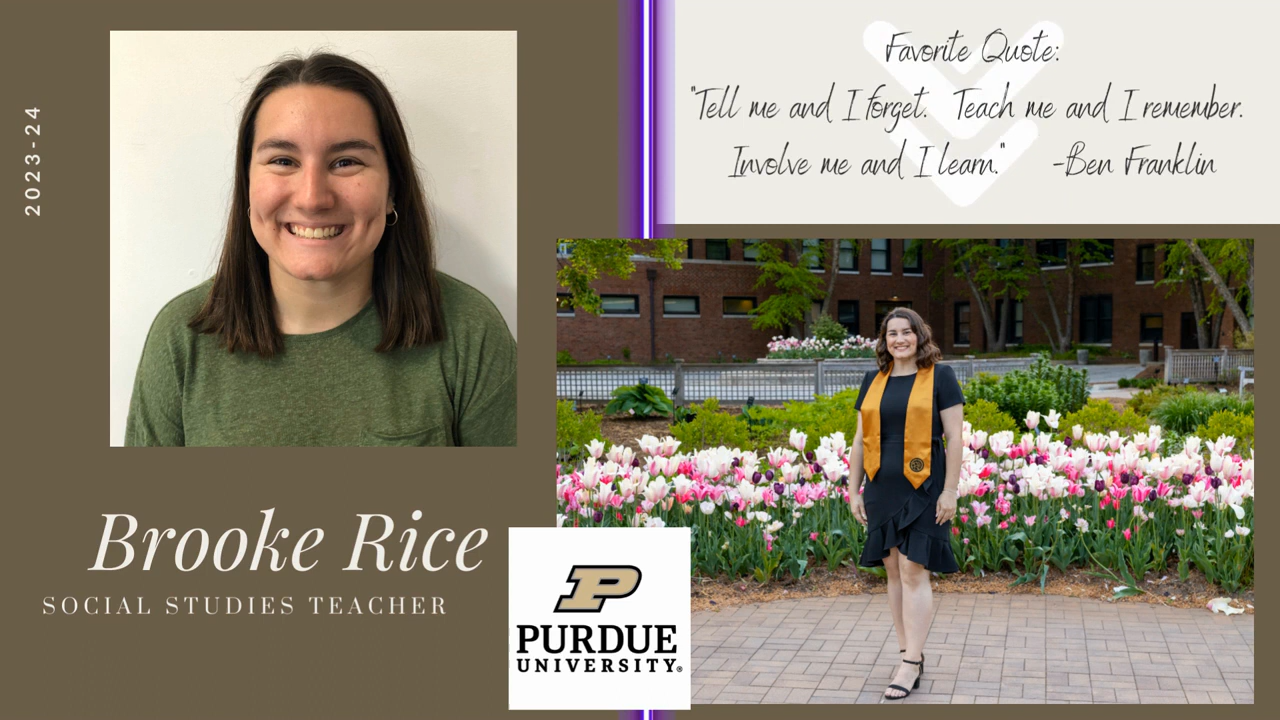 2023-24
Favorite Quote:
"Tell me and I forget. Teach me and I remember.
Involve me and I learn." -Ben Franklin
Brooke Rice
SOCIAL STUDIES TEACHER
P
PURDUE
UNIVERSITY®